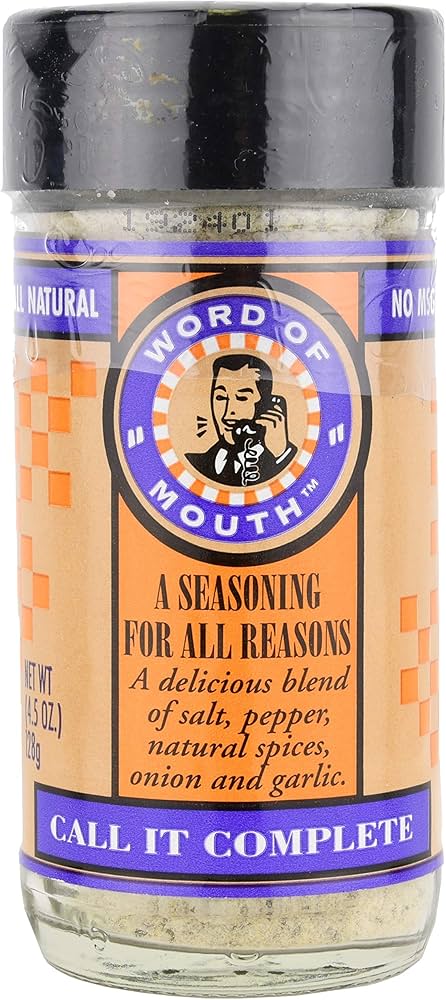 192401
ALL NATURAL
NO MSG
WORD OF
" "
MOUTH™
A SEASONING
FOR ALL REASONS
A delicious blend
of salt, pepper,
natural spices,
onion and garlic.
NET WT
(4.5 OZ.)
128g
CALL IT COMPLETE